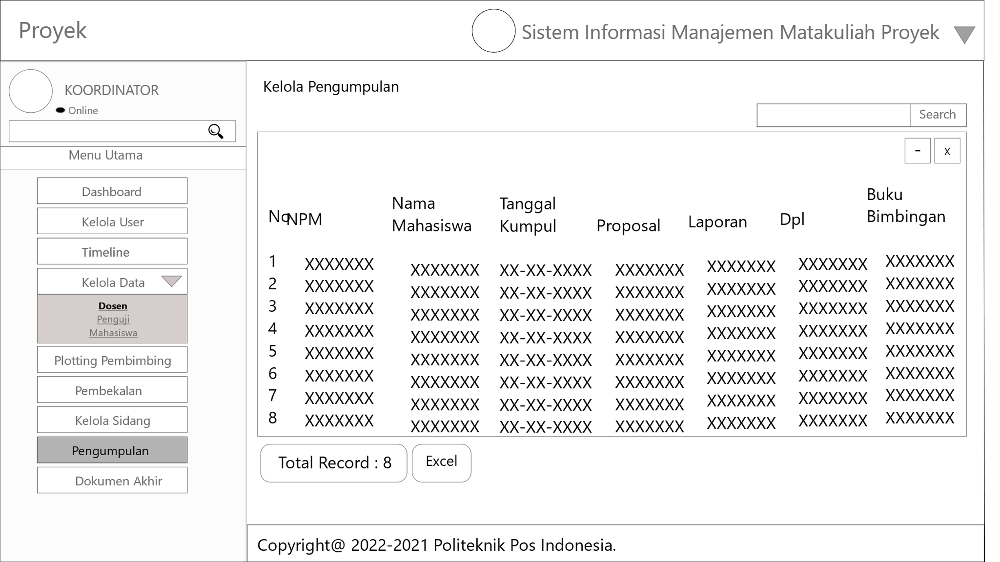 Proyek
Sistem Informasi Manajemen Matakuliah Proyek
KOORDINATOR
Online
Menu Utama
Dashboard
Kelola User
Timeline
Kelola Data
Dosen
Penguji
Mahasiswa
Plotting Pembimbing
Pembekalan
Kelola Sidang
Pengumpulan
Dokumen Akhir
Kelola Pengumpulan
Search
- x
No NPM Nama Mahasiswa Tanggal Kumpul Proposal Laporan Dpl Buku Bimbingan
1 XXXXXXX XXXXXXX XX-XX-XXXX XXXXXXX XXXXXXX XXXXXXX XXXXXXX
2 XXXXXXX XXXXXXX XX-XX-XXXX XXXXXXX XXXXXXX XXXXXXX XXXXXXX
3 XXXXXXX XXXXXXX XX-XX-XXXX XXXXXXX XXXXXXX XXXXXXX XXXXXXX
4 XXXXXXX XXXXXXX XX-XX-XXXX XXXXXXX XXXXXXX XXXXXXX XXXXXXX
5 XXXXXXX XXXXXXX XX-XX-XXXX XXXXXXX XXXXXXX XXXXXXX XXXXXXX
6 XXXXXXX XXXXXXX XX-XX-XXXX XXXXXXX XXXXXXX XXXXXXX XXXXXXX
7 XXXXXXX XXXXXXX XX-XX-XXXX XXXXXXX XXXXXXX XXXXXXX XXXXXXX
8 XXXXXXX XXXXXXX XX-XX-XXXX XXXXXXX XXXXXXX XXXXXXX XXXXXXX
Total Record : 8
Excel
Copyright@ 2022-2021 Politeknik Pos Indonesia.